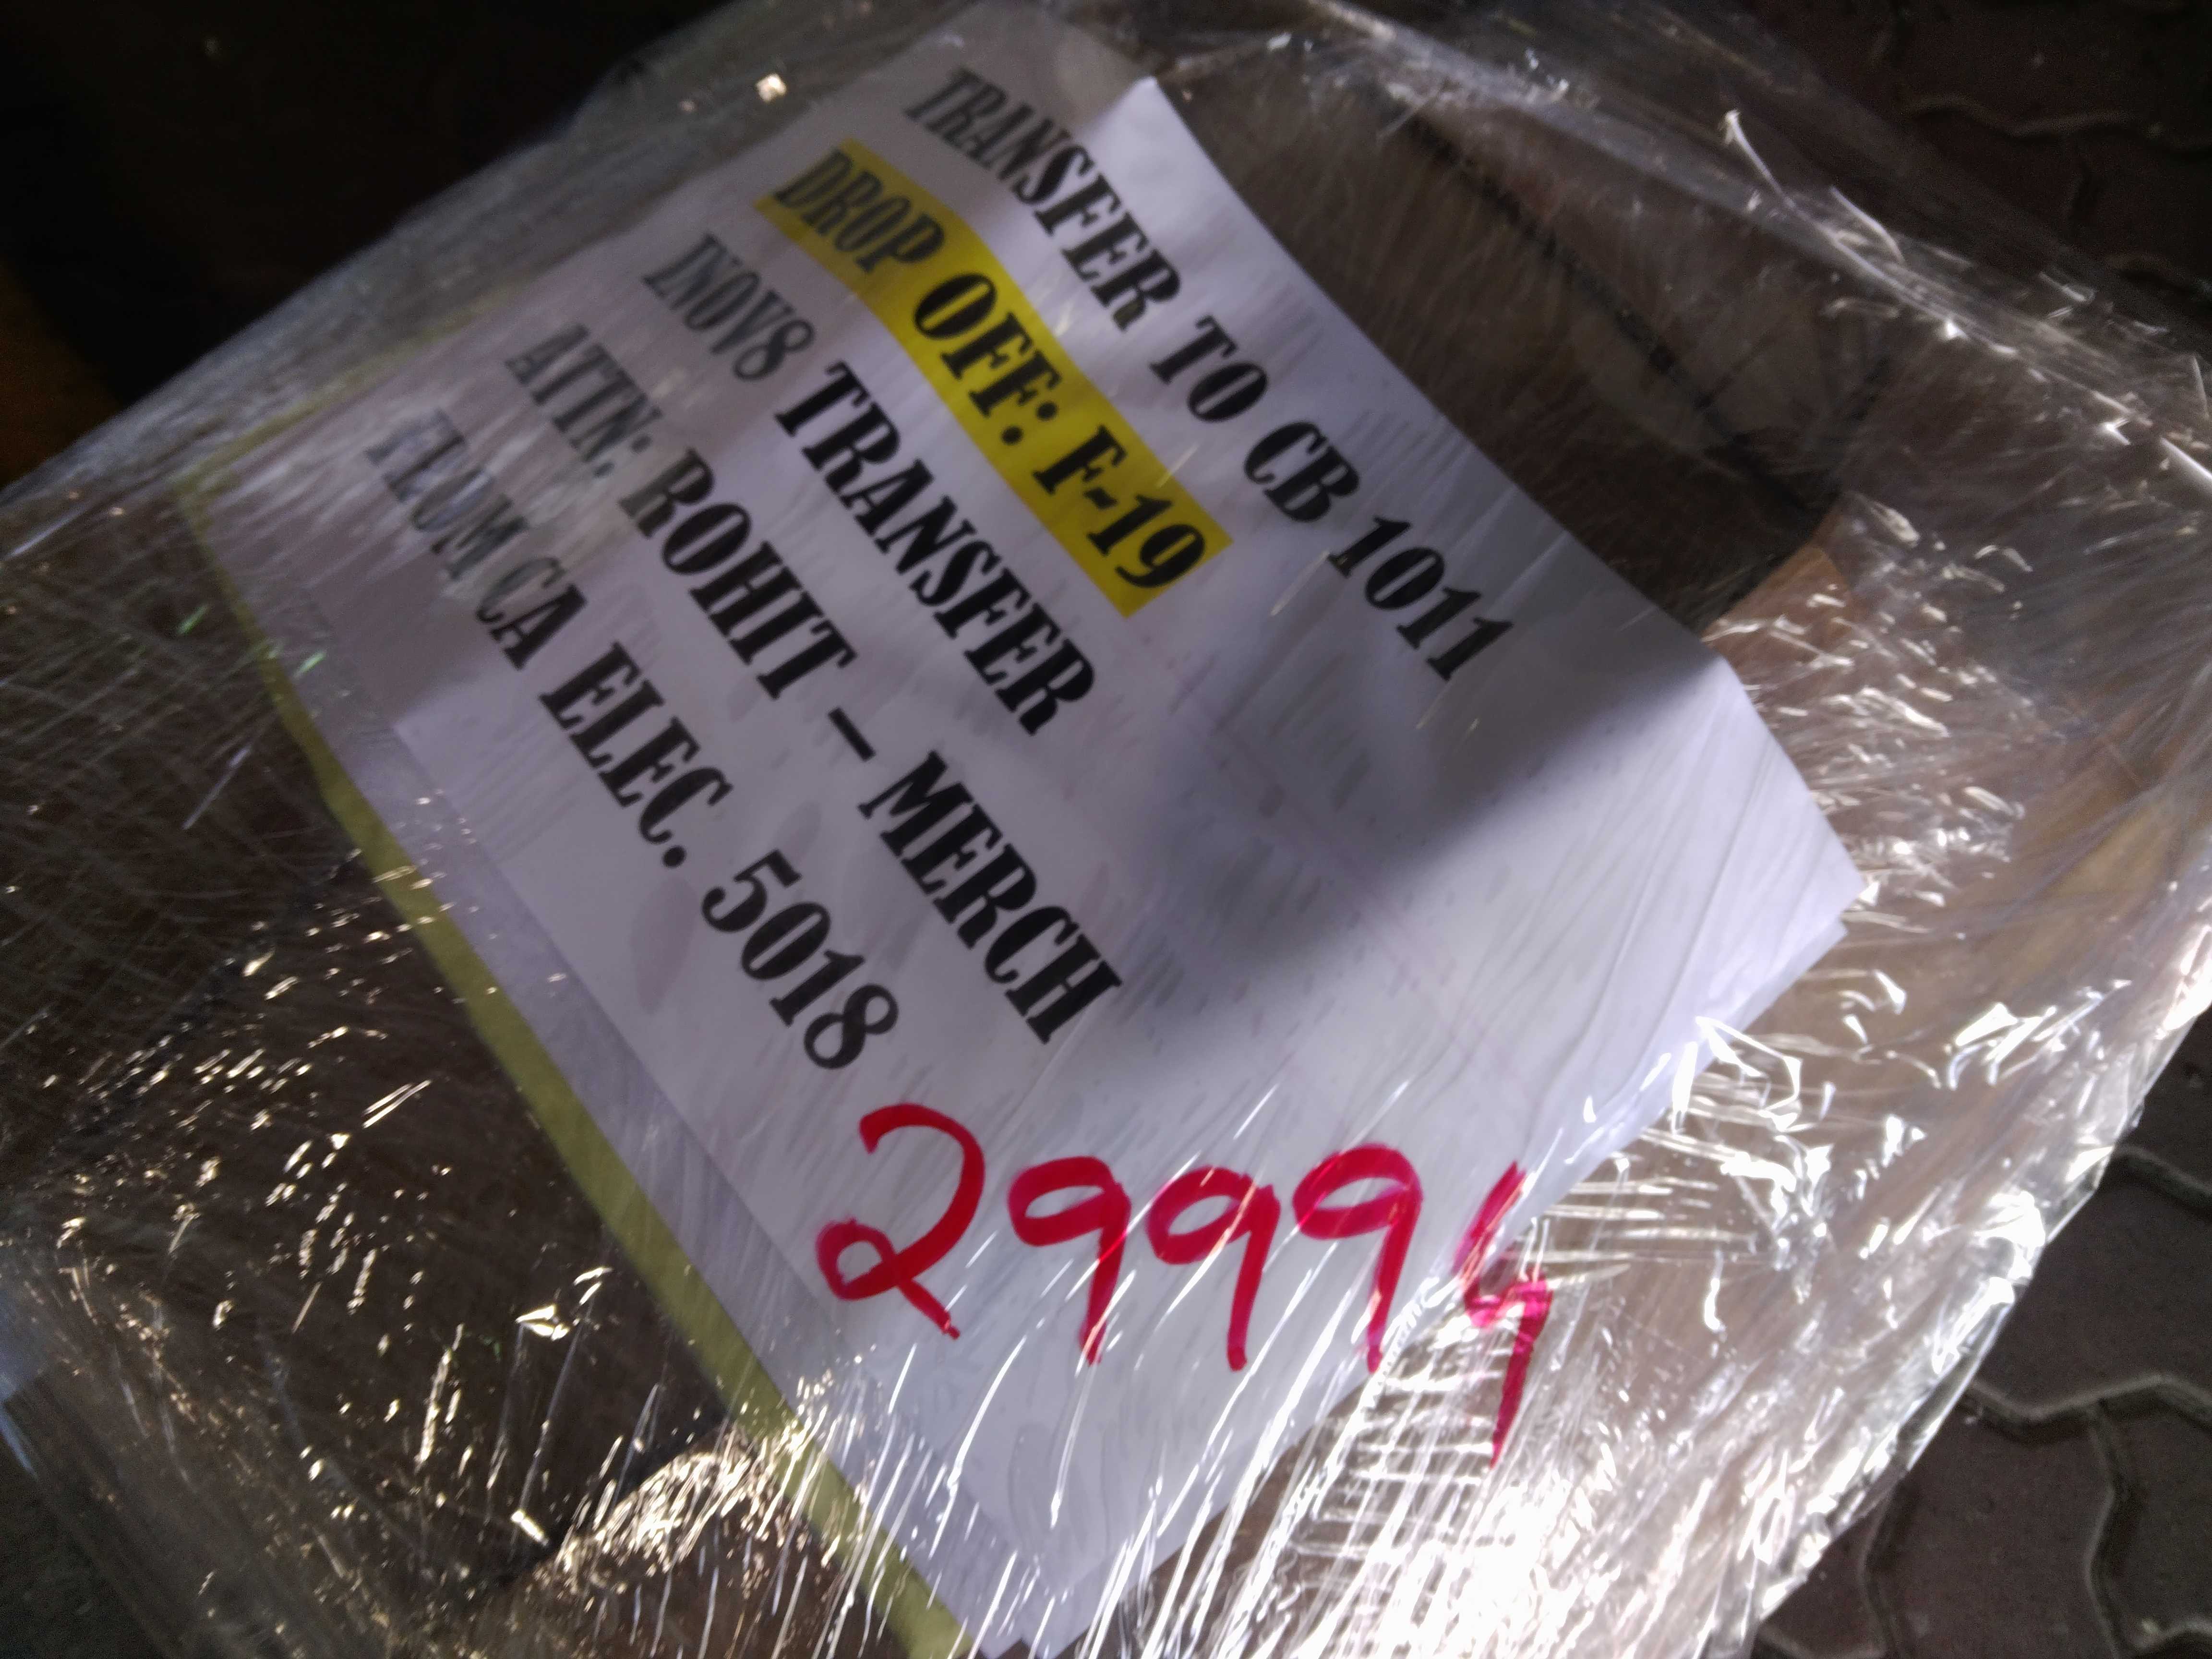 TRANSFER TO CB 1011
DROP OFF: F-19
INOV8 TRANSFER
ATTN: ROHIT – MERCH
FROM CA ELEC. 5018
29994